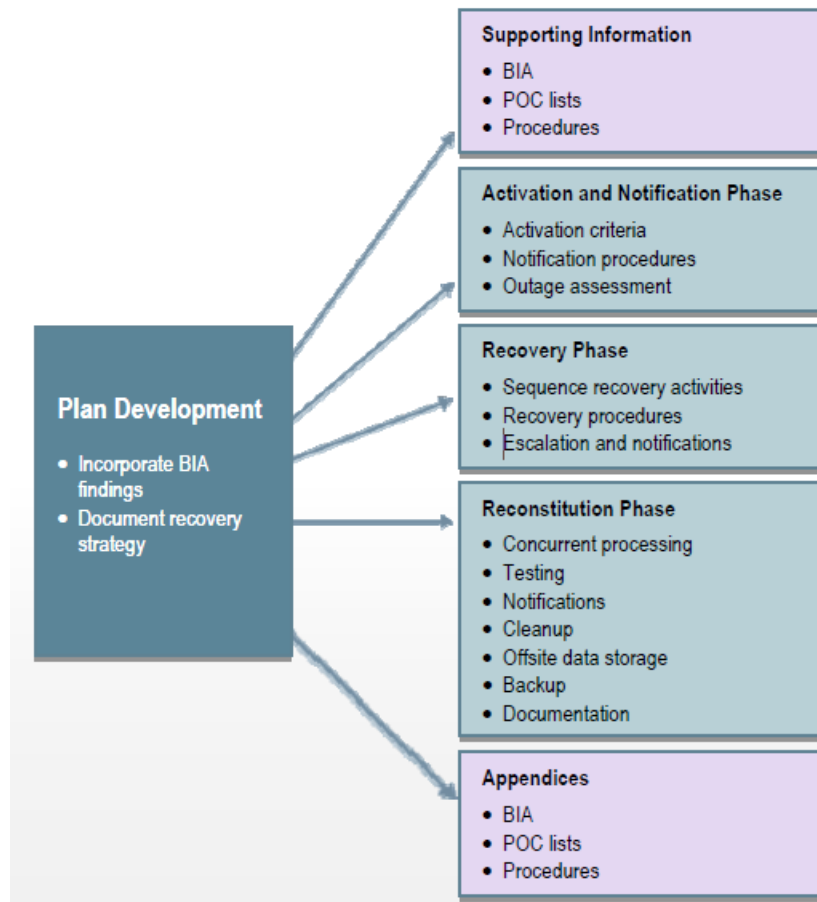 Supporting Information
• BIA
• POC lists
• Procedures
Activation and Notification Phase
• Activation criteria
• Notification procedures
• Outage assessment
Plan Development
• Incorporate BIA
findings
• Document recovery
strategy
Recovery Phase
• Sequence recovery activities
• Recovery procedures
• Escalation and notifications
Reconstitution Phase
• Concurrent processing
• Testing
• Notifications
• Cleanup
• Offsite data storage
• Backup
• Documentation
Appendices
• BIA
• POC lists
• Procedures